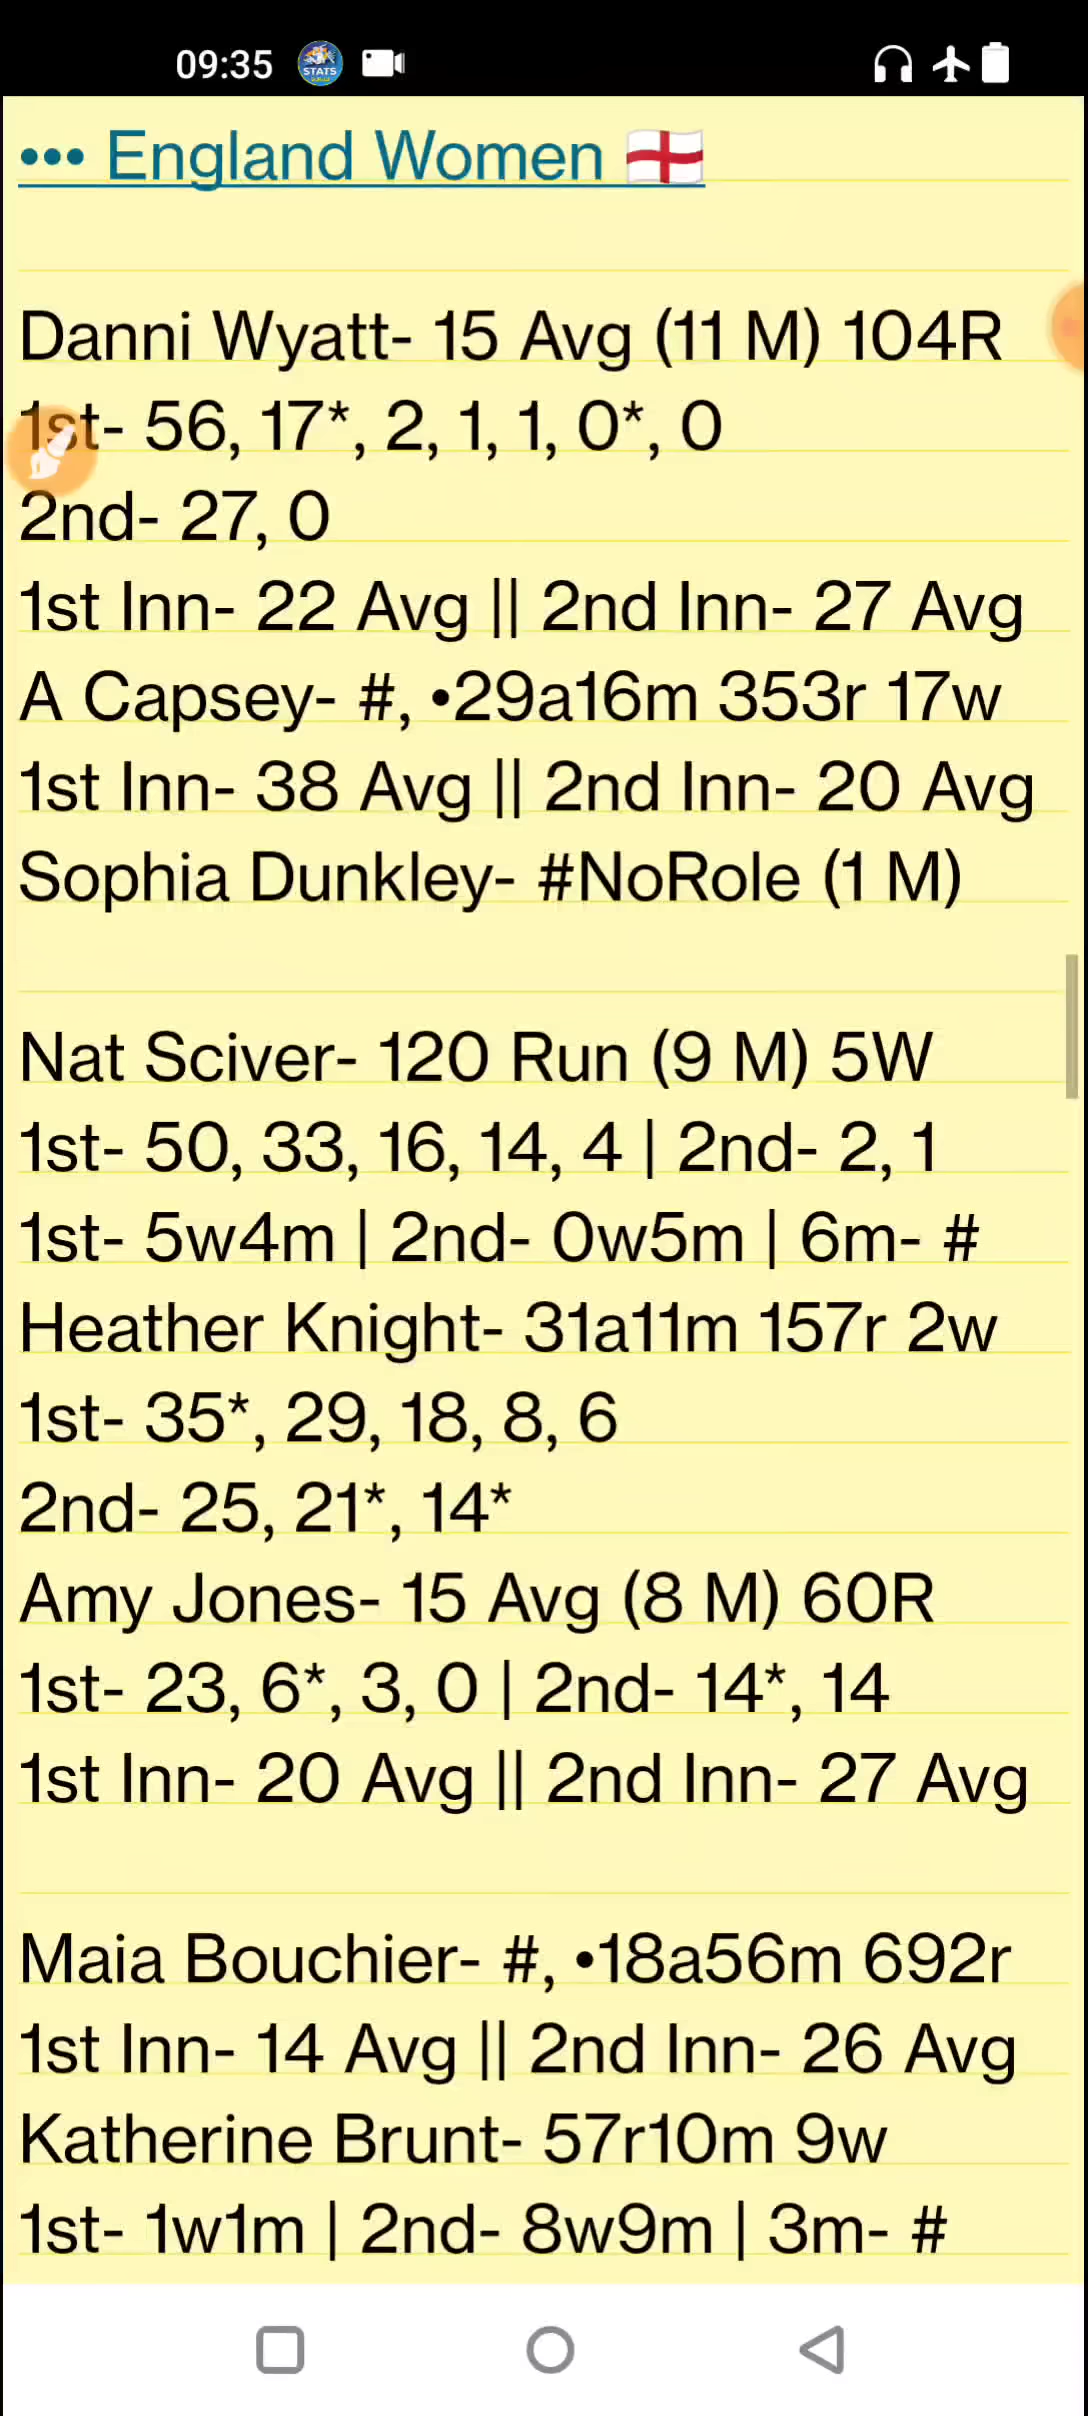 09:35 STATS
••• England Women 🏴󠁧󠁢󠁥󠁮󠁧󠁿
Danni Wyatt- 15 Avg (11 M) 104R
1st- 56, 17*, 2, 1, 1, 0*, 0
2nd- 27, 0
1st Inn- 22 Avg || 2nd Inn- 27 Avg
A Capsey- #, •29a16m 353r 17w
1st Inn- 38 Avg || 2nd Inn- 20 Avg
Sophia Dunkley- #NoRole (1 M)
Nat Sciver- 120 Run (9 M) 5W
1st- 50, 33, 16, 14, 4 | 2nd- 2, 1
1st- 5w4m | 2nd- 0w5m | 6m- #
Heather Knight- 31a11m 157r 2w
1st- 35*, 29, 18, 8, 6
2nd- 25, 21*, 14*
Amy Jones- 15 Avg (8 M) 60R
1st- 23, 6*, 3, 0 | 2nd- 14*, 14
1st Inn- 20 Avg || 2nd Inn- 27 Avg
Maia Bouchier- #, •18a56m 692r
1st Inn- 14 Avg || 2nd Inn- 26 Avg
Katherine Brunt- 57r10m 9w
1st- 1w1m | 2nd- 8w9m | 3m- #